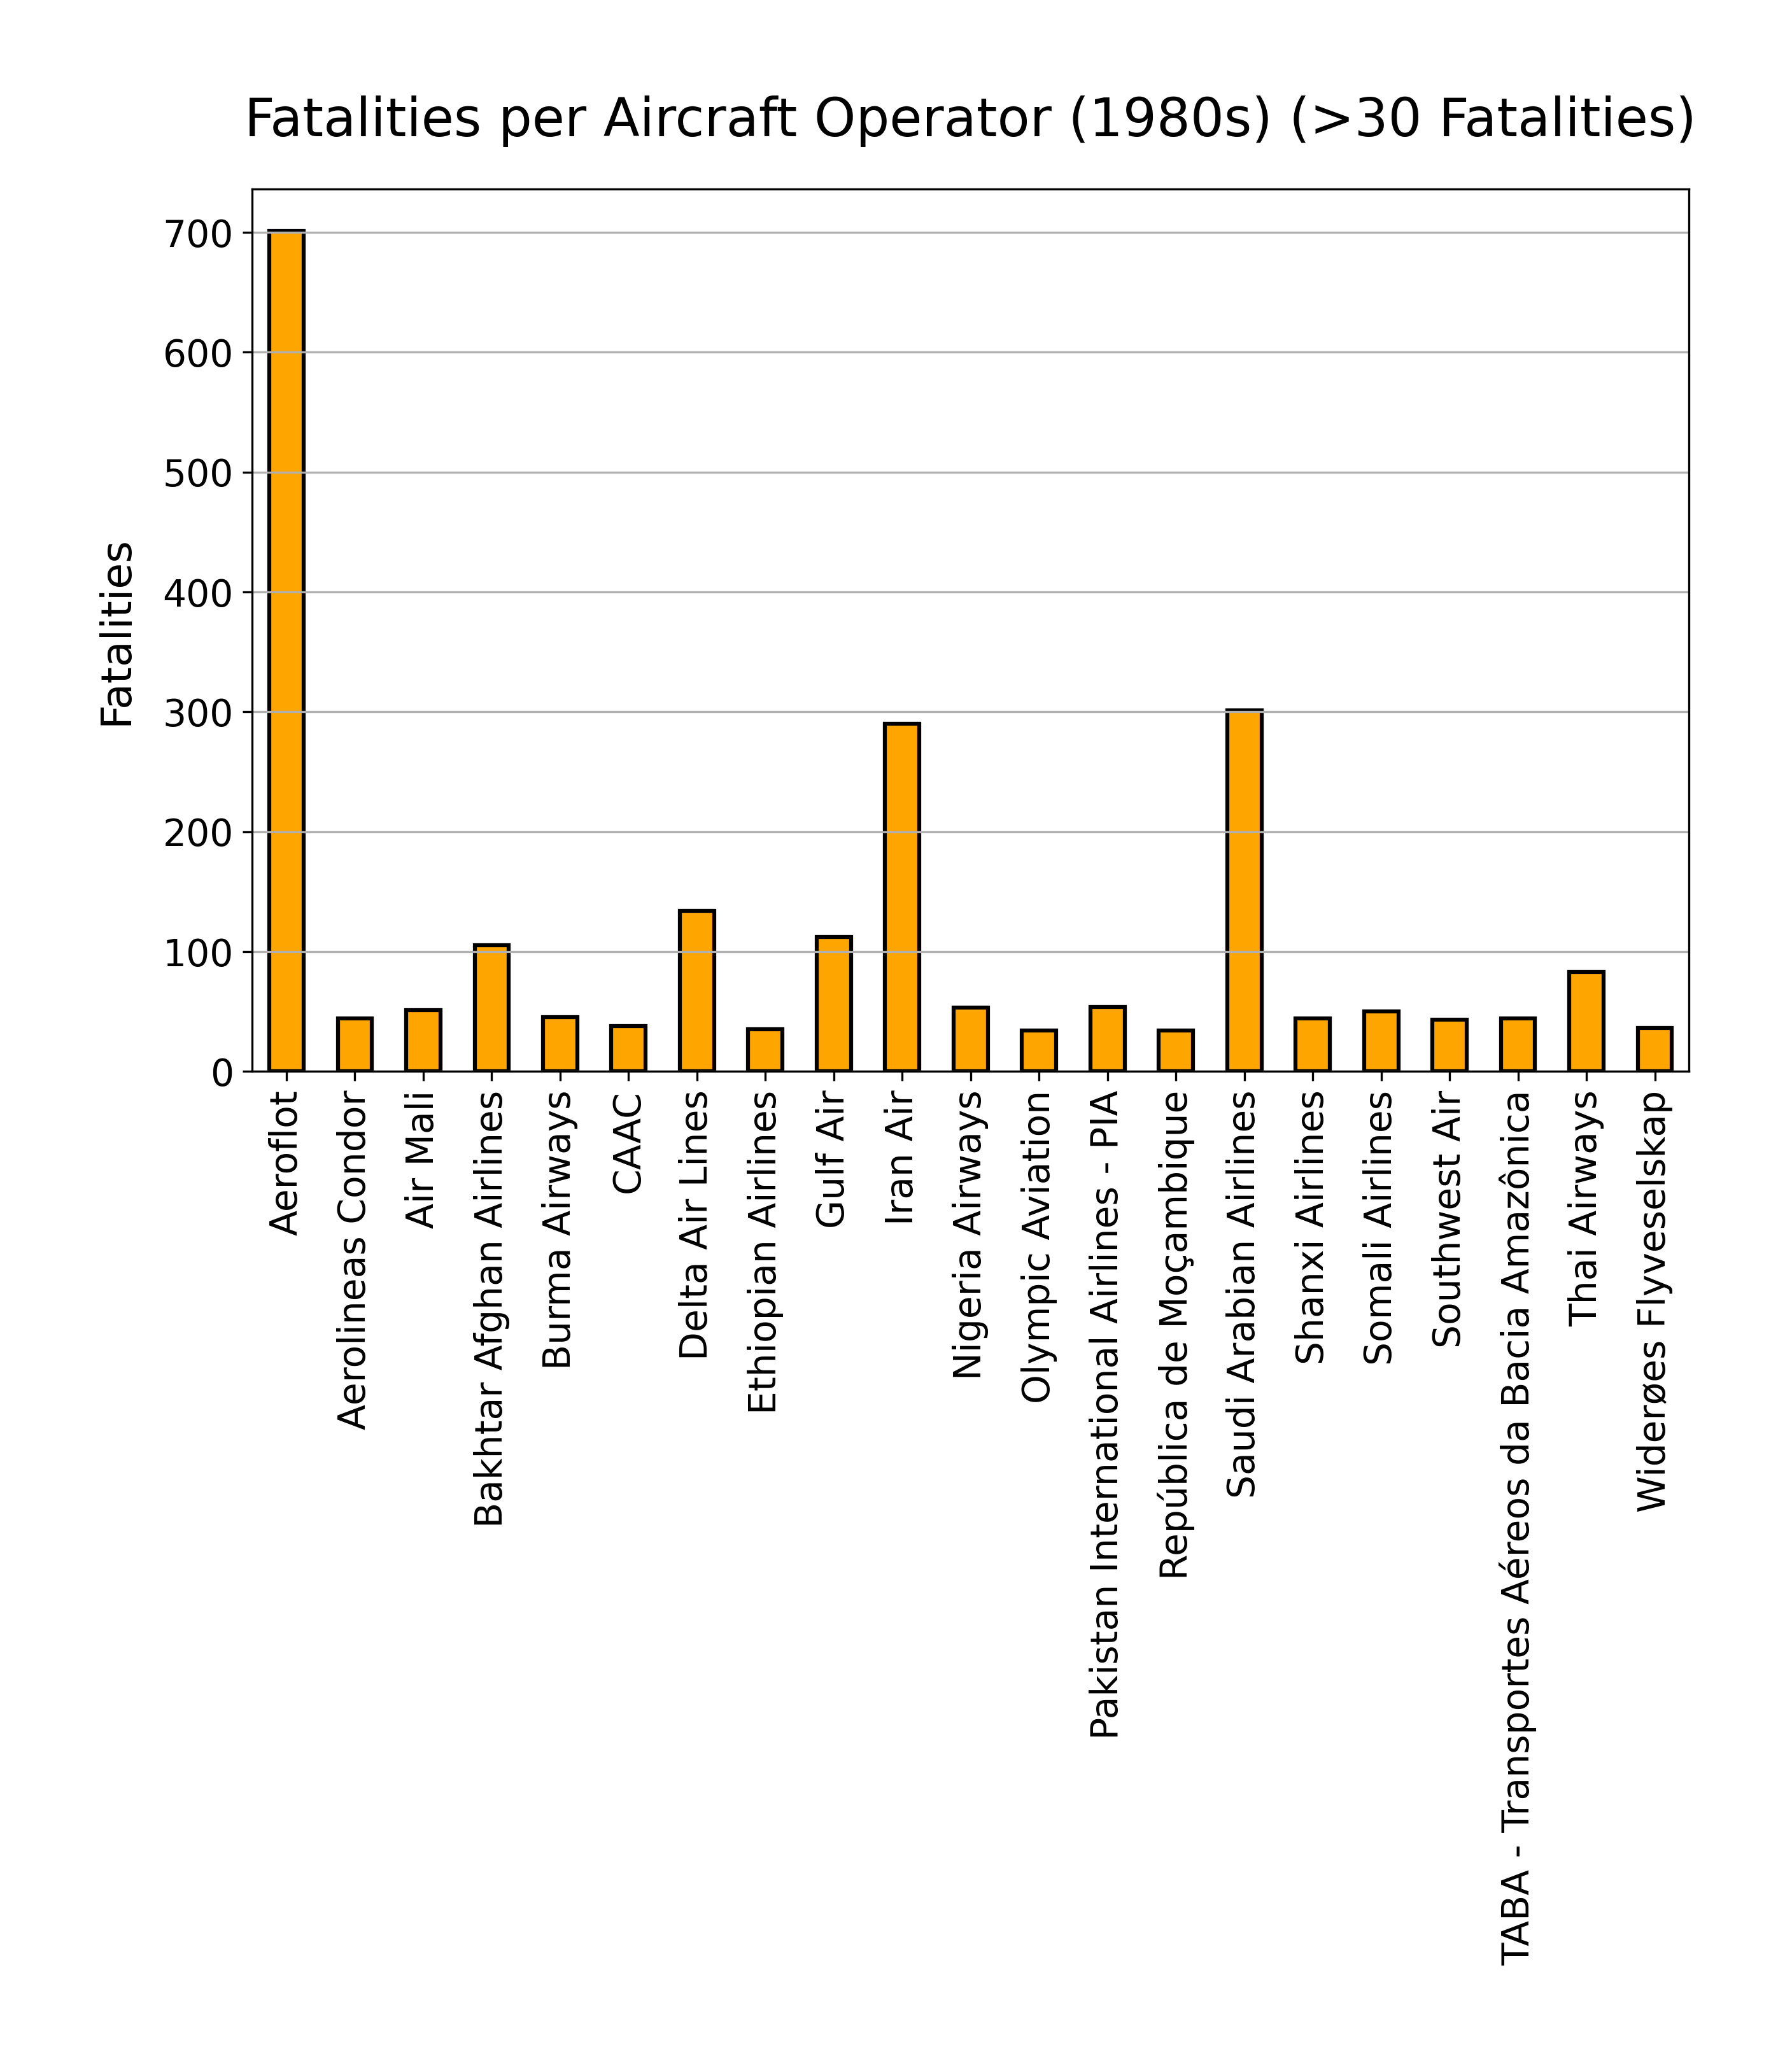 Fatalities per Aircraft Operator (1980s) (>30 Fatalities)
Fatalities
700
600
500
400
300
200
100
0
Aeroflot
Aerolineas Condor
Air Mali
Bakhtar Afghan Airlines
Burma Airways
CAAC
Delta Air Lines
Ethiopian Airlines
Gulf Air
Iran Air
Nigeria Airways
Olympic Aviation
Pakistan International Airlines - PIA
República de Moçambique
Saudi Arabian Airlines
Shanxi Airlines
Somali Airlines
Southwest Air
TABA - Transportes Aéreos da Bacia Amazônica
Thai Airways
Widerøes Flyveselskap